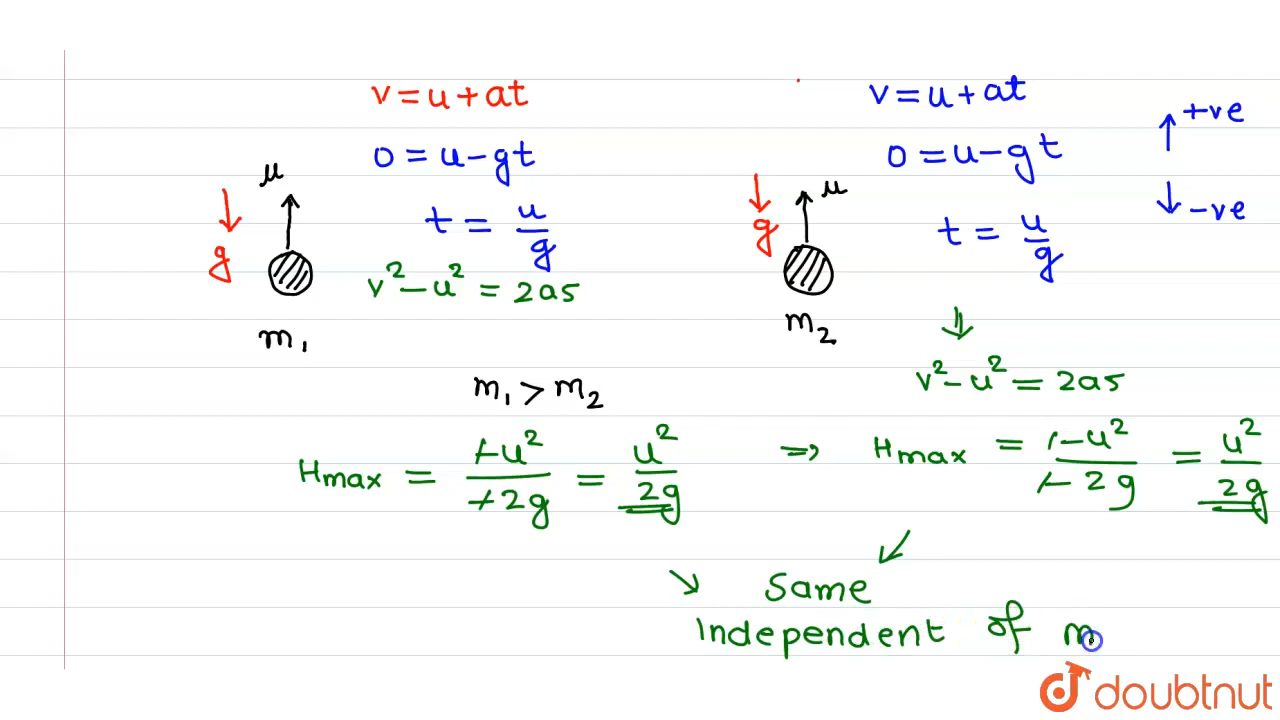 v = u + at
0 = u - gt
u
g
t = u/g
v² - u² = 2as
m₁
m₁ > m₂
Hmax = -u²/-2g = u²/2g
v = u + at
+ve
0 = u - gt
u
g
-ve
t = u/g
m₂
⇓
v² - u² = 2as
⇒ Hmax = -u²/-2g = u²/2g
Same
Independent of m
doubtnut